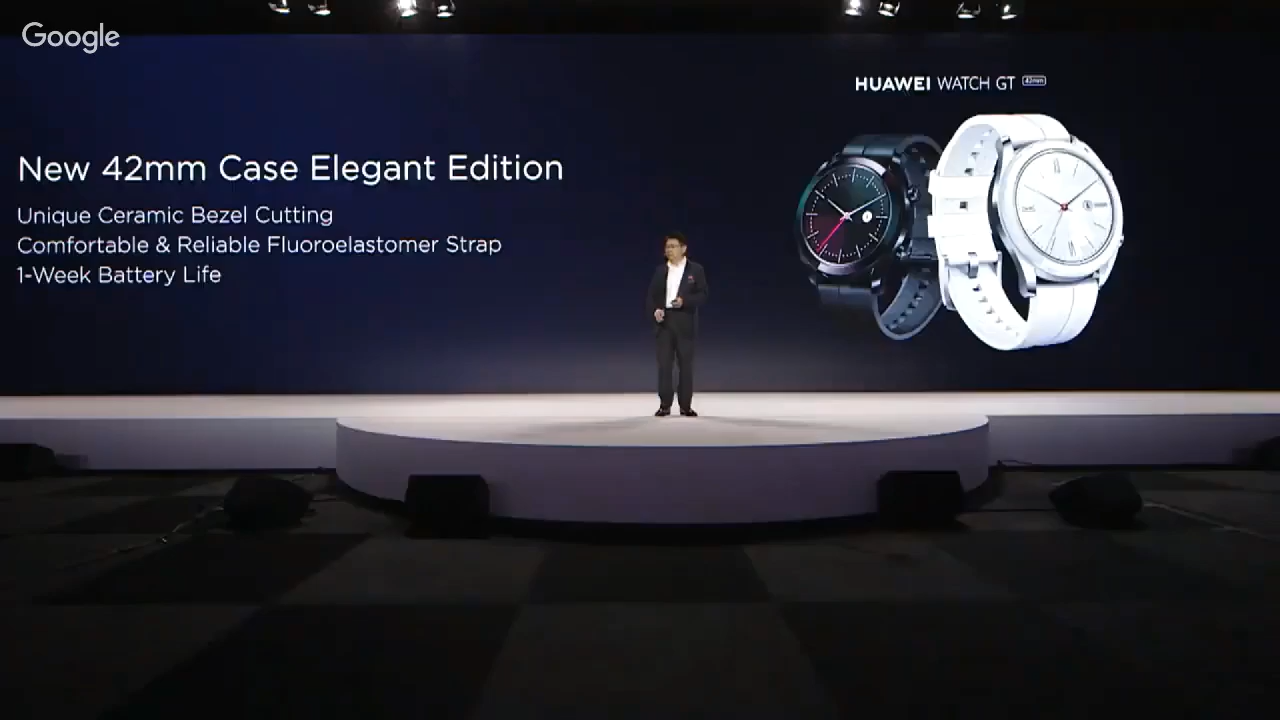 Google
HUAWEI WATCH GT 42mm
New 42mm Case Elegant Edition
Unique Ceramic Bezel Cutting
Comfortable & Reliable Fluoroelastomer Strap
1-Week Battery Life